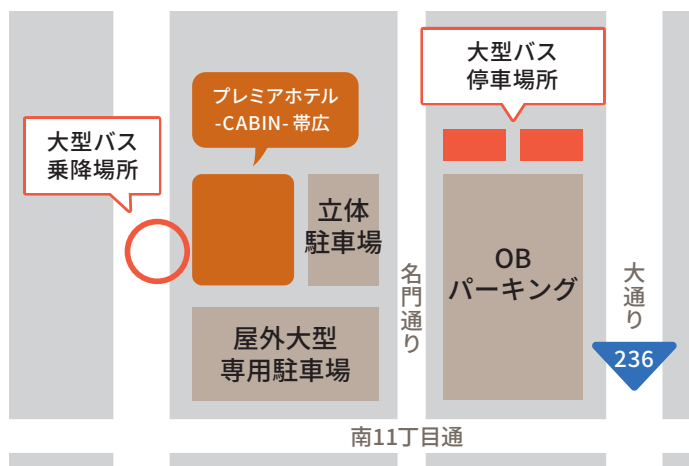 大型バス
停車場所
プレミアホテル
-CABIN- 帯広
大型バス
乗降場所
立体
駐車場
OB
パーキング
名門通り
大通り
236
屋外大型
専用駐車場
南11丁目通